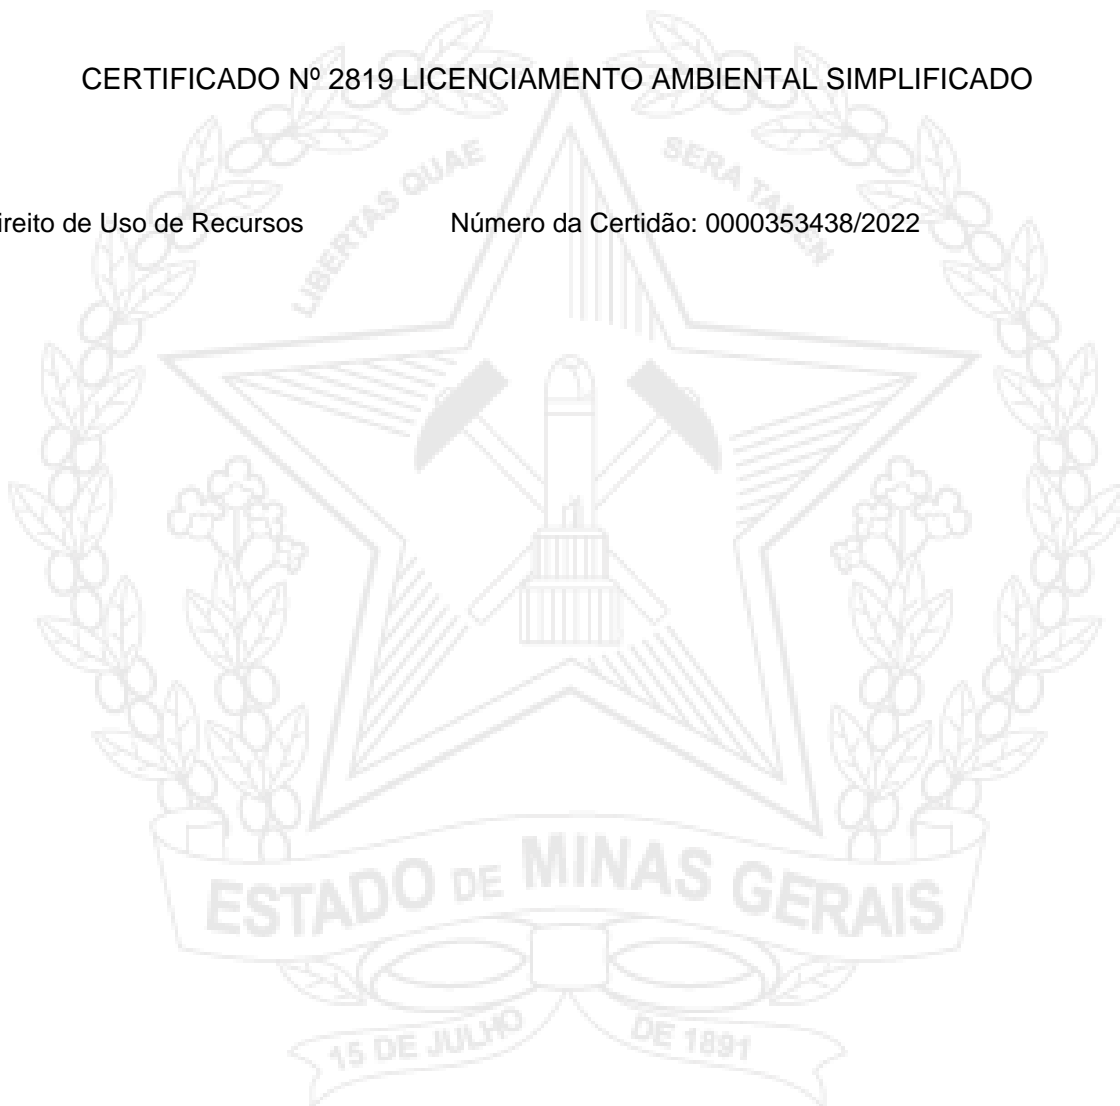 CERTIFICADO Nº 2819 LICENCIAMENTO AMBIENTAL SIMPLIFICADO
LIBERTAS QUAE SERA TAMEN
ireito de Uso de Recursos Número da Certidão: 0000353438/2022
ESTADO DE MINAS GERAIS
15 DE JULHO DE 1891